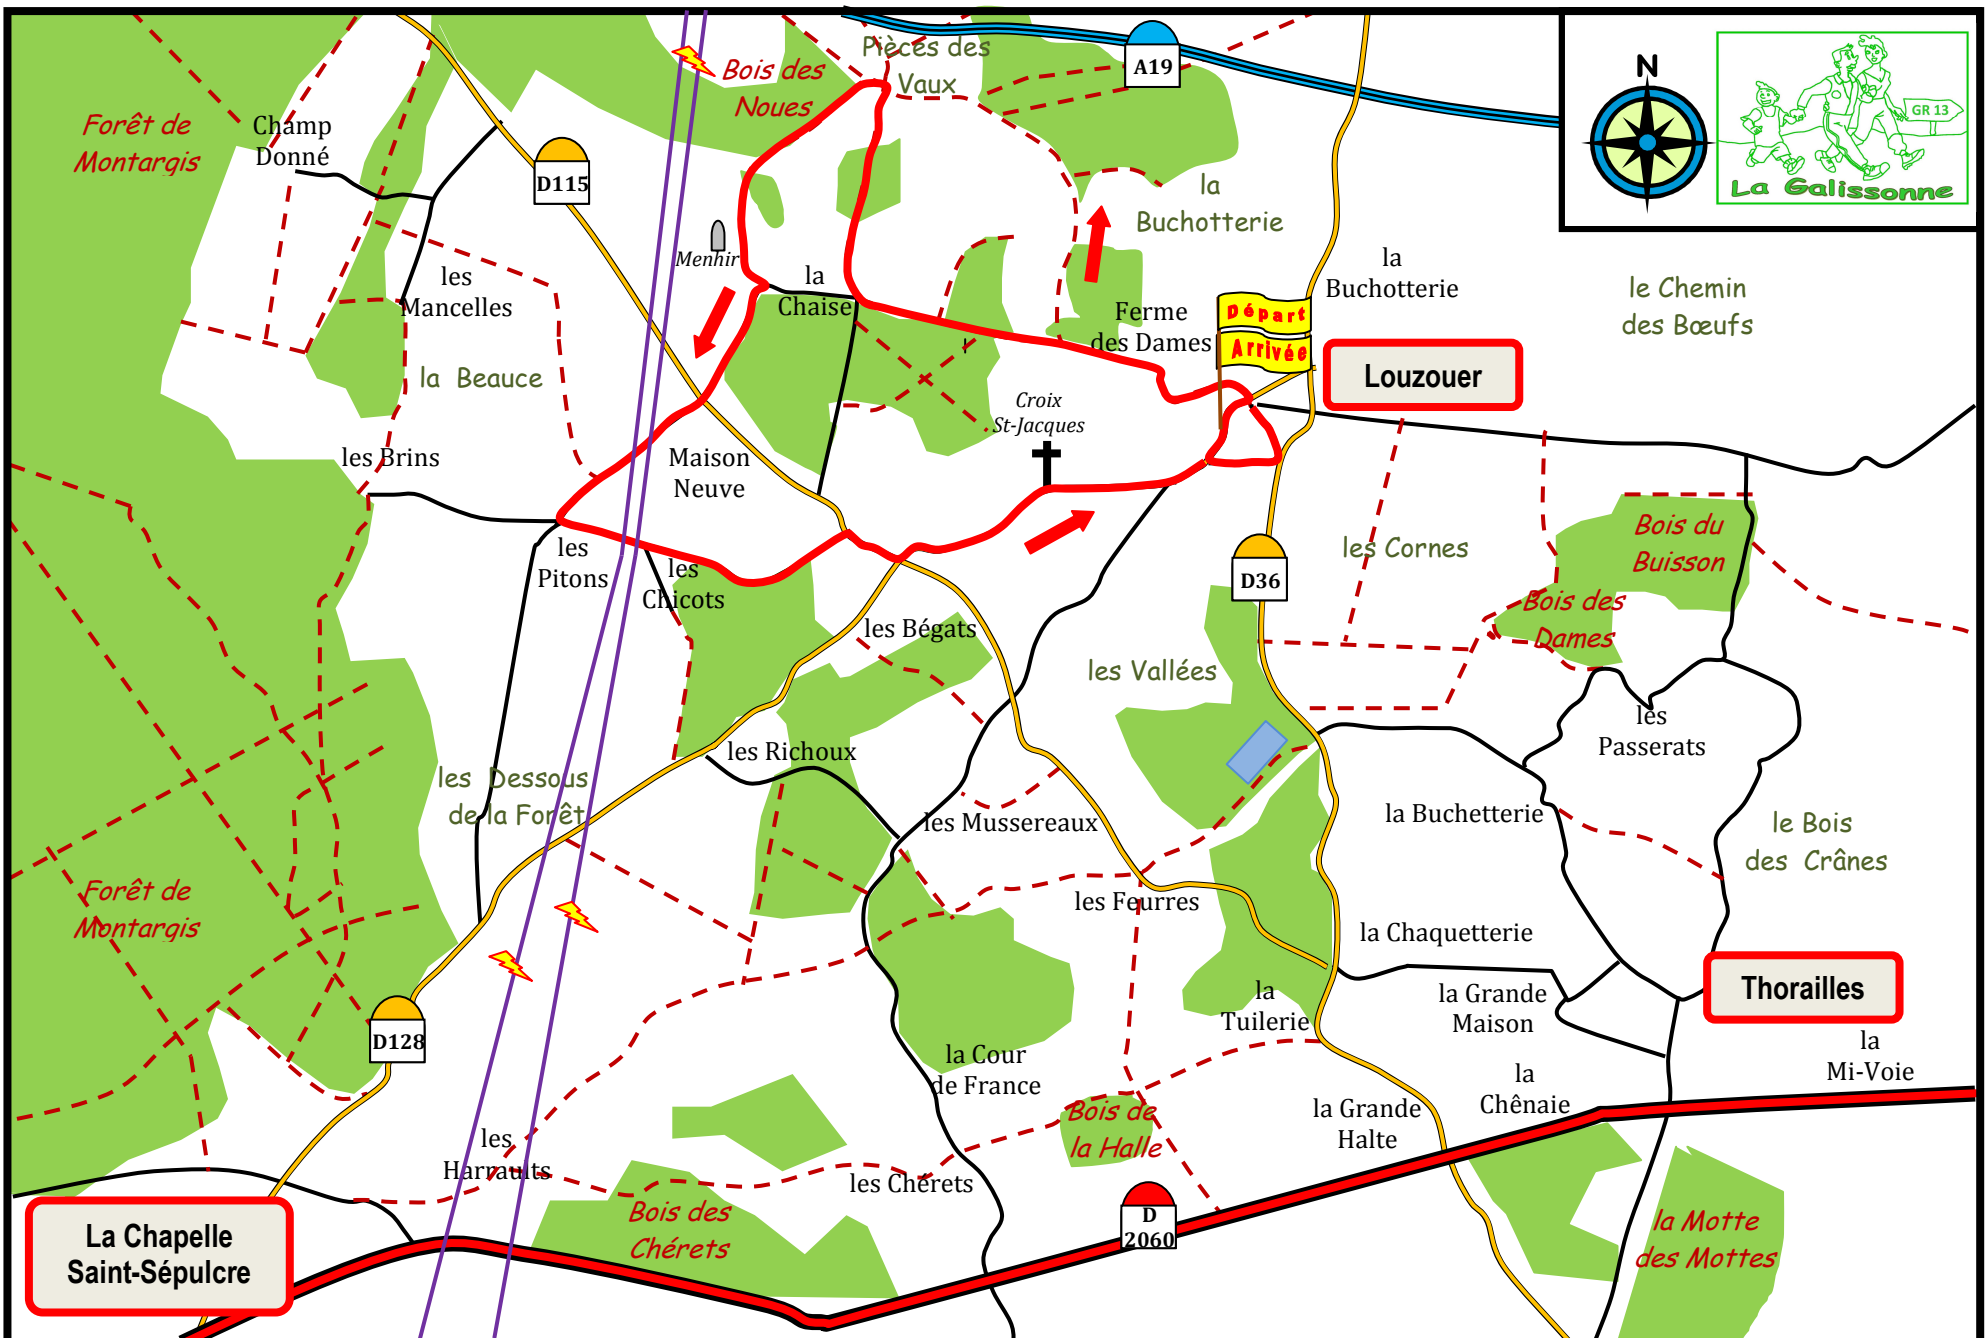 Pièces des
Vaux
A19
N
GR 13
La Galissonne
Bois des
Noues
Forêt de
Montargis
Champ
Donné
D115
la
Buchotterie
Menhir
la
Chaise
les
Mancelles
la
Buchotterie
le Chemin
des Bœufs
Ferme
des Dames
Départ
Arrivée
Louzouer
la Beauce
Croix
St-Jacques
les Brins
Maison
Neuve
les
Pitons
les
Chicots
les Cornes
Bois du
Buisson
D36
Bois des
Dames
les Bégats
les Vallées
les
Passerats
les Richoux
les Dessous
de la Forêt
les Mussereaux
la Buchetterie
le Bois
des Crânes
Forêt de
Montargis
les Feurres
la Chaquetterie
Thorailles
la
Tuilerie
la Grande
Maison
D128
la Cour
de France
la
Mi-Voie
la
Chênaie
la Grande
Halte
Bois de
la Halle
les
Harraults
les Chérets
Bois des
Chérets
D
2060
la Motte
des Mottes
La Chapelle
Saint-Sépulcre